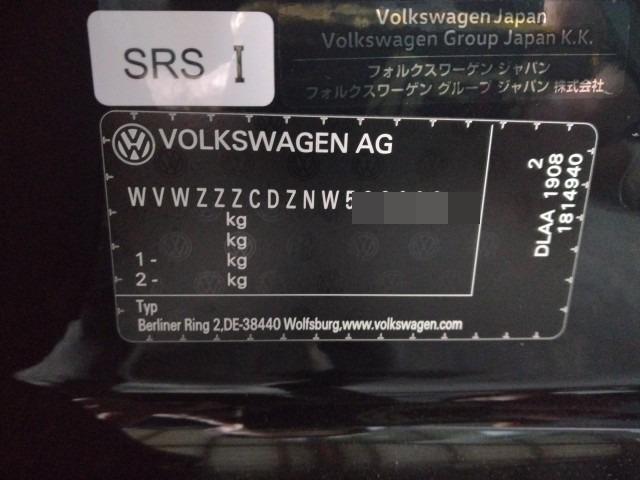 SRS I
Volkswagen Japan
Volkswagen Group Japan K.K.
フォルクスワーゲン ジャパン
フォルクスワーゲン グループ ジャパン 株式会社
VOLKSWAGEN AG
WVWZZZCDZNW5
kg
kg
1 - kg
2 - kg
Typ
Berliner Ring 2,DE-38440 Wolfsburg,www.volkswagen.com
2
DLAA 1908
1814940